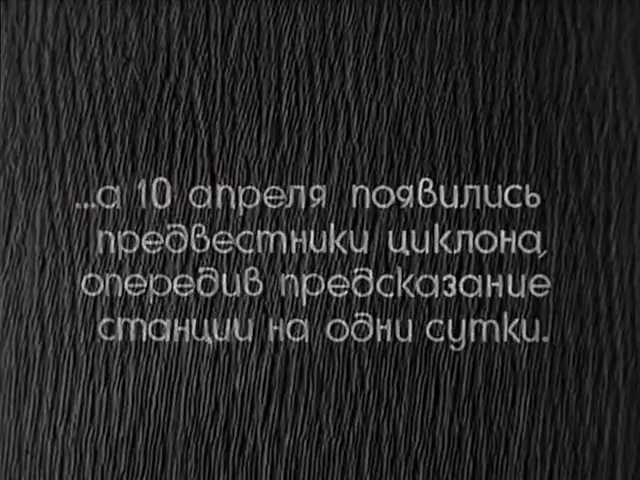 ...а 10 апреля появились
предвестники циклона,
опередив предсказание
станции на одни сутки.